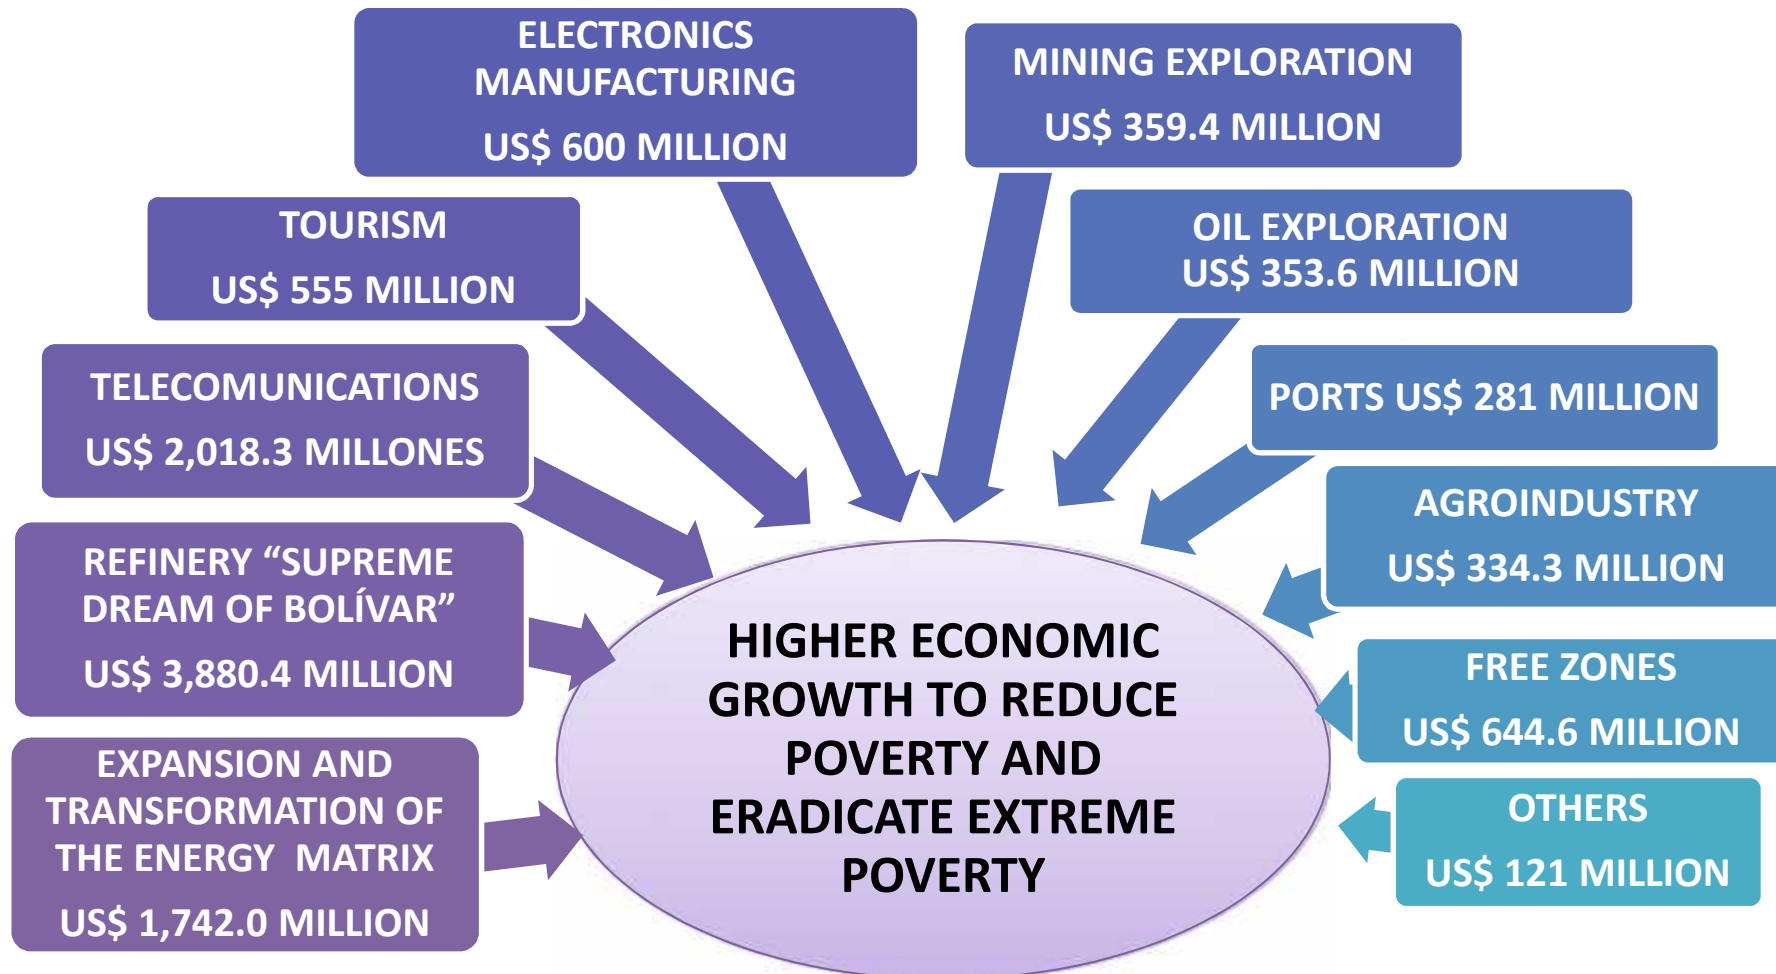 ELECTRONICS
MANUFACTURING
US$ 600 MILLION
MINING EXPLORATION
US$ 359.4 MILLION
TOURISM
US$ 555 MILLION
OIL EXPLORATION
US$ 353.6 MILLION
TELECOMUNICATIONS
US$ 2,018.3 MILLONES
PORTS US$ 281 MILLION
AGROINDUSTRY
US$ 334.3 MILLION
REFINERY “SUPREME
DREAM OF BOLÍVAR”
US$ 3,880.4 MILLION
FREE ZONES
US$ 644.6 MILLION
EXPANSION AND
TRANSFORMATION OF
THE ENERGY MATRIX
US$ 1,742.0 MILLION
OTHERS
US$ 121 MILLION
HIGHER ECONOMIC
GROWTH TO REDUCE
POVERTY AND
ERADICATE EXTREME
POVERTY